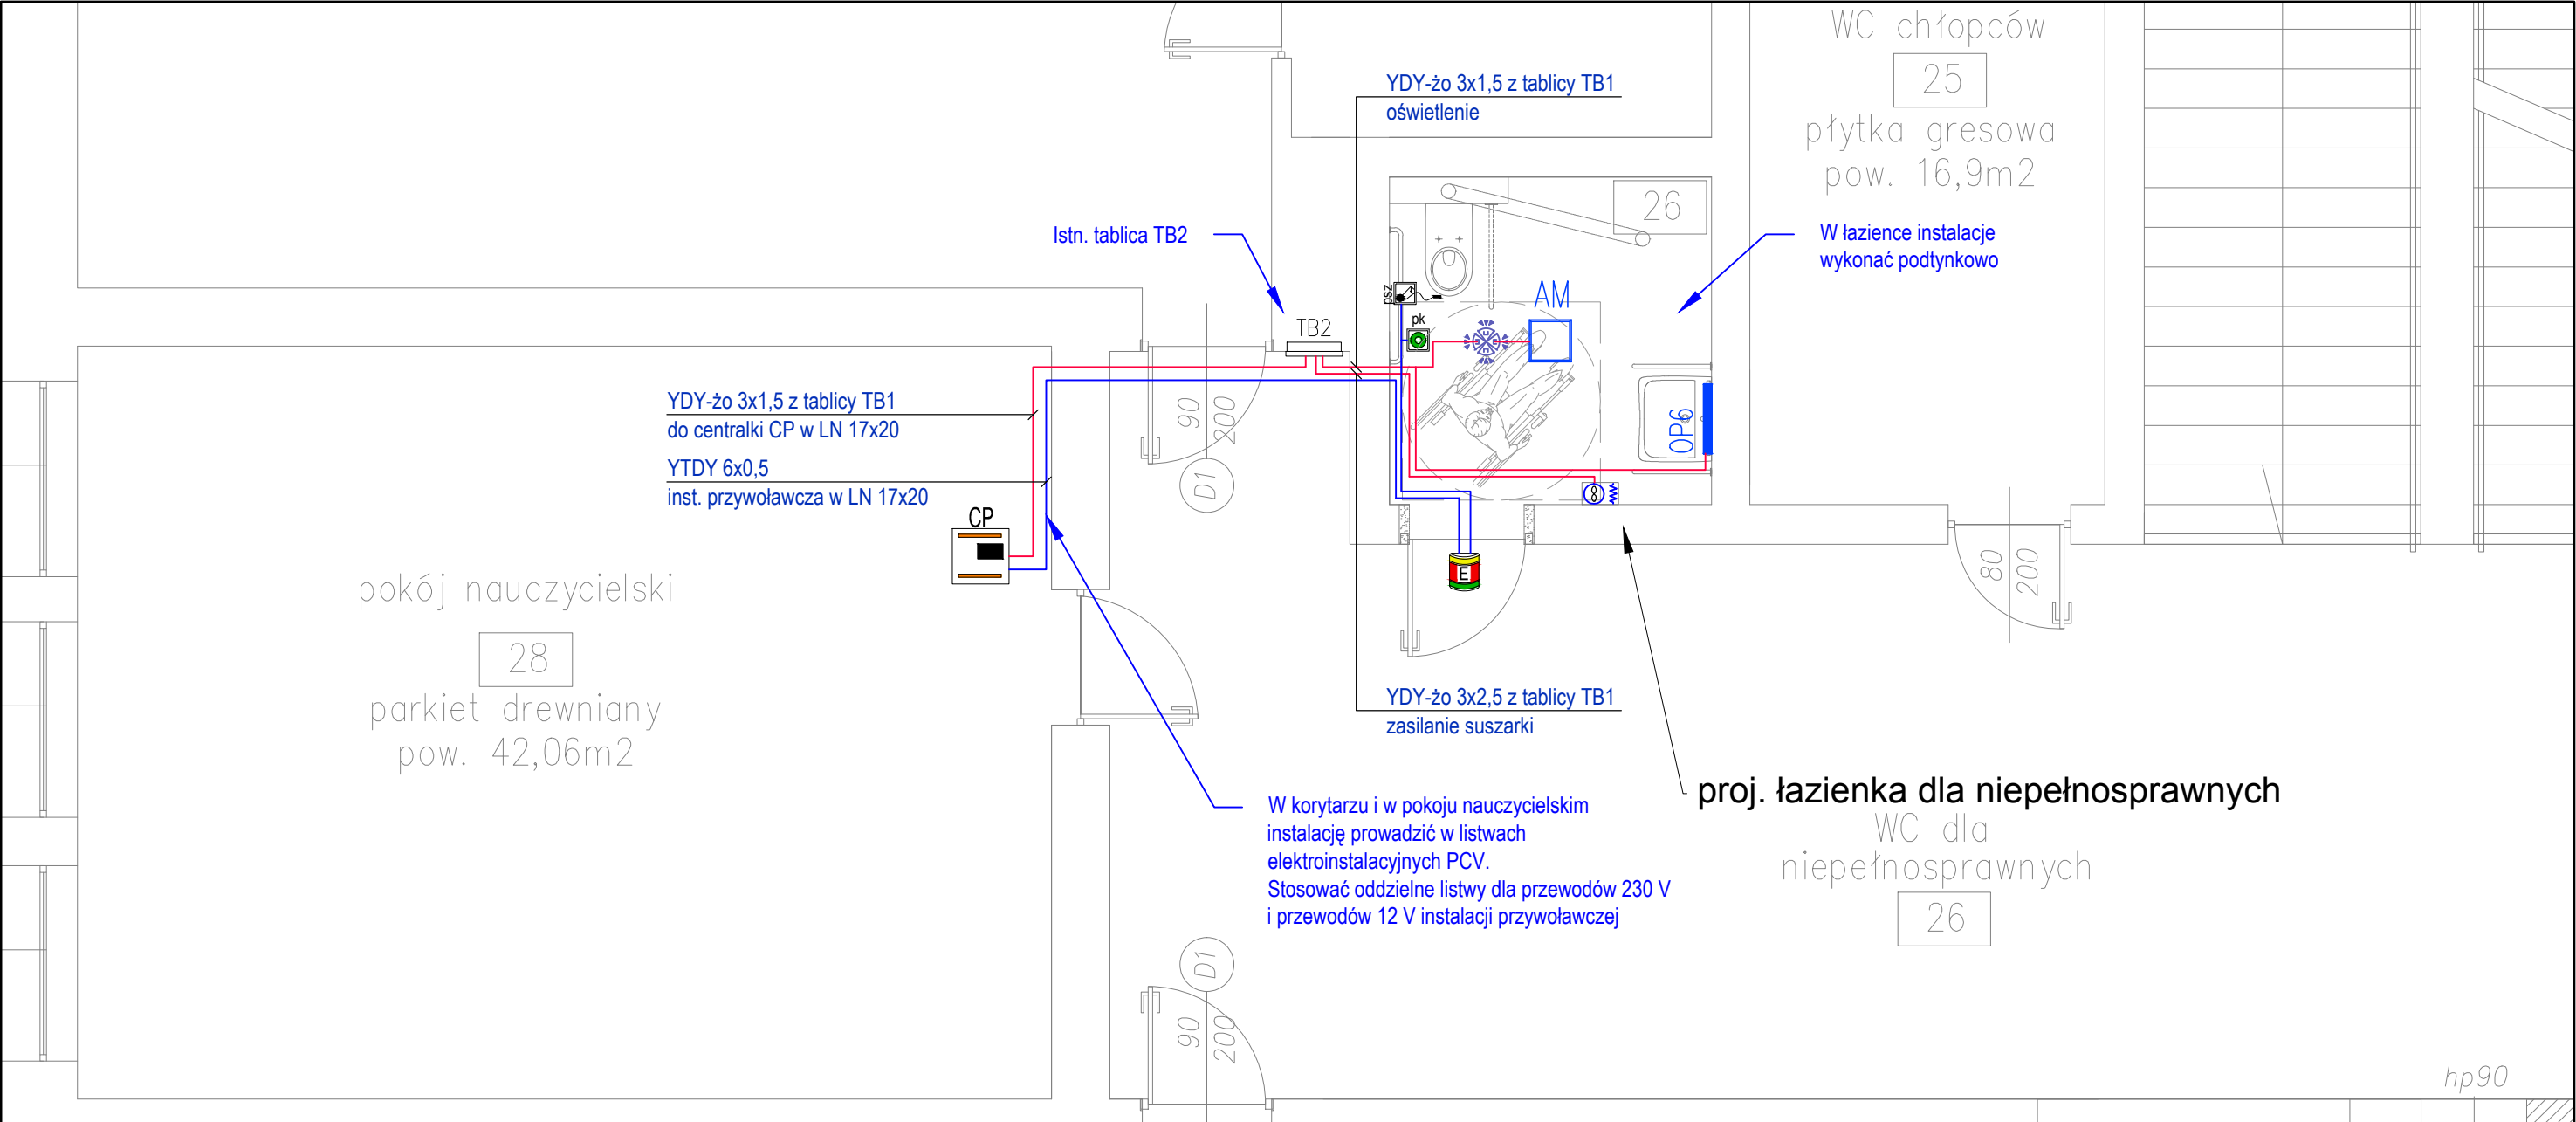 WC chłopców
25
płytka gresowa
pow. 16,9m2
YDY-żo 3x1,5 z tablicy TB1
oświetlenie
26
Istn. tablica TB2
W łazience instalacje
wykonać podtynkowo
psz
pk
AM
TB2
OP6
YDY-żo 3x1,5 z tablicy TB1
do centralki CP w LN 17x20
YTDY 6x0,5
inst. przywoławcza w LN 17x20
90
200
D1
CP
E
80
200
pokój nauczycielski
28
parkiet drewniany
pow. 42,06m2
YDY-żo 3x2,5 z tablicy TB1
zasilanie suszarki
proj. łazienka dla niepełnosprawnych
WC dla
niepełnosprawnych
26
W korytarzu i w pokoju nauczycielskim
instalację prowadzić w listwach
elektroinstalacyjnych PCV.
Stosować oddzielne listwy dla przewodów 230 V
i przewodów 12 V instalacji przywoławczej
D1
90
200
hp90